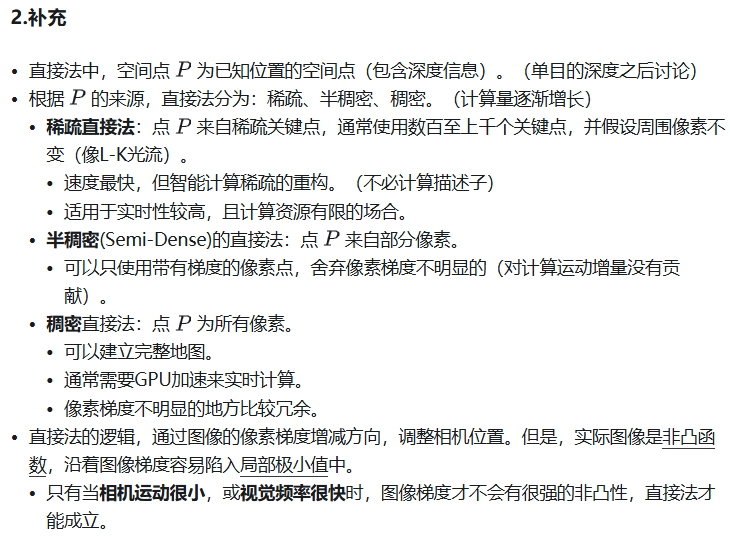 2.补充
直接法中，空间点 P 为已知位置的空间点（包含深度信息）。（单目的深度之后讨论）
根据 P 的来源，直接法分为：稀疏、半稠密、稠密。（计算量逐渐增长）
稀疏直接法：点 P 来自稀疏关键点，通常使用数百至上千个关键点，并假设周围像素不
变（像L-K光流）。
速度最快，但智能计算稀疏的重构。（不必计算描述子）
适用于实时性较高，且计算资源有限的场合。
半稠密(Semi-Dense)的直接法：点 P 来自部分像素。
可以只使用带有梯度的像素点，舍弃像素梯度不明显的（对计算运动增量没有贡
献）。
稠密直接法：点 P 为所有像素。
可以建立完整地图。
通常需要GPU加速来实时计算。
像素梯度不明显的地方比较冗余。
直接法的逻辑，通过图像的像素梯度增减方向，调整相机位置。但是，实际图像是非凸函
数，沿着图像梯度容易陷入局部极小值中。
只有当相机运动很小，或视觉频率很快时，图像梯度才不会有很强的非凸性，直接法才
能成立。